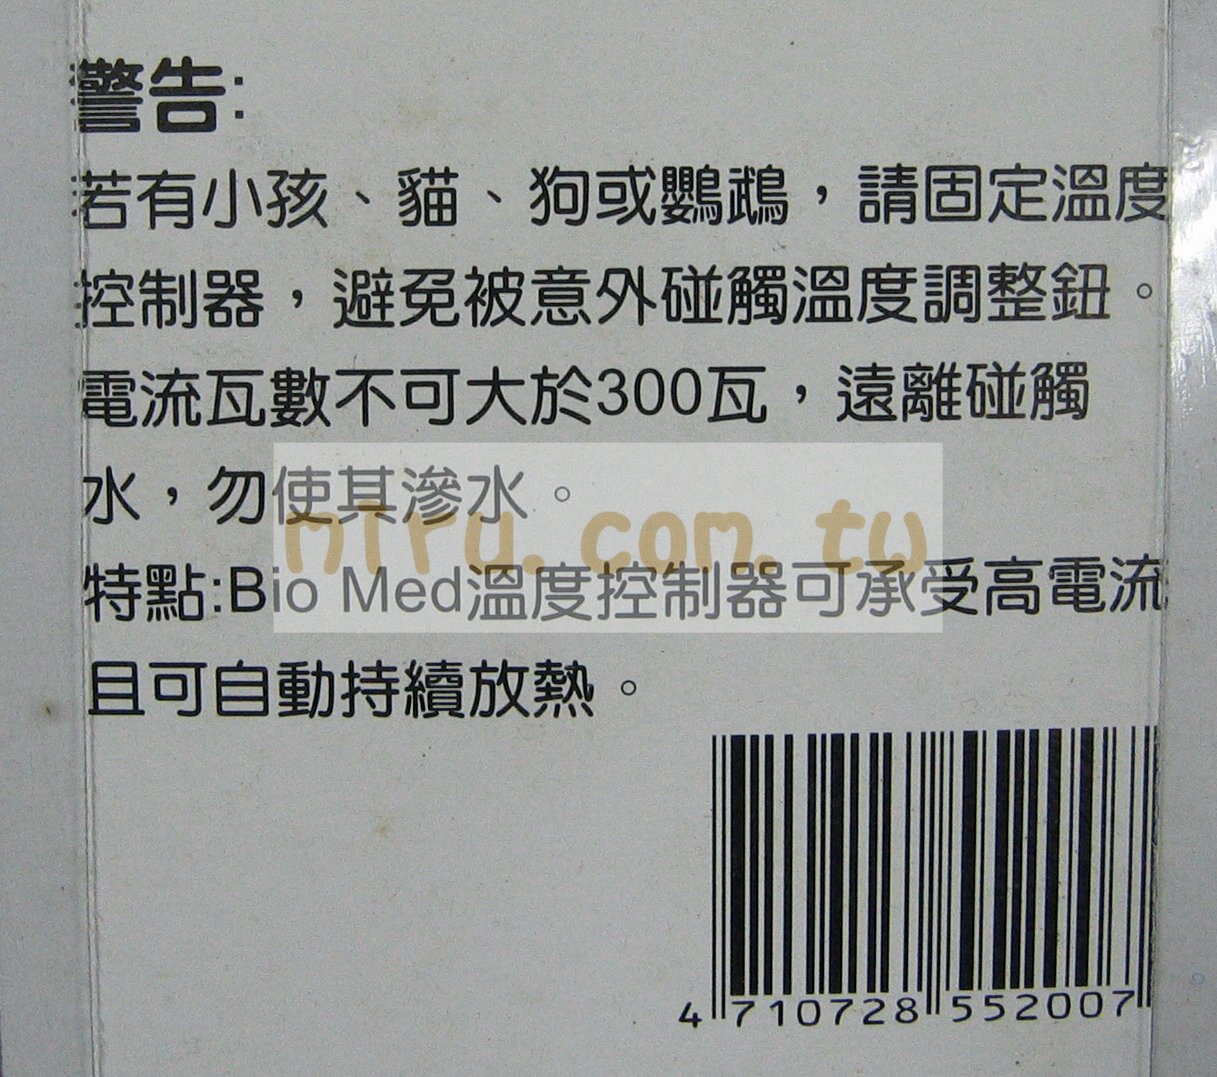 警告:
若有小孩、貓、狗或鸚鵡，請固定溫度
控制器，避免被意外碰觸溫度調整鈕。
電流瓦數不可大於300瓦，遠離碰觸
水，勿使其滲水。
mtru.com.tw
特點:Bio Med溫度控制器可承受高電流
且可自動持續放熱。
4 710728 552007